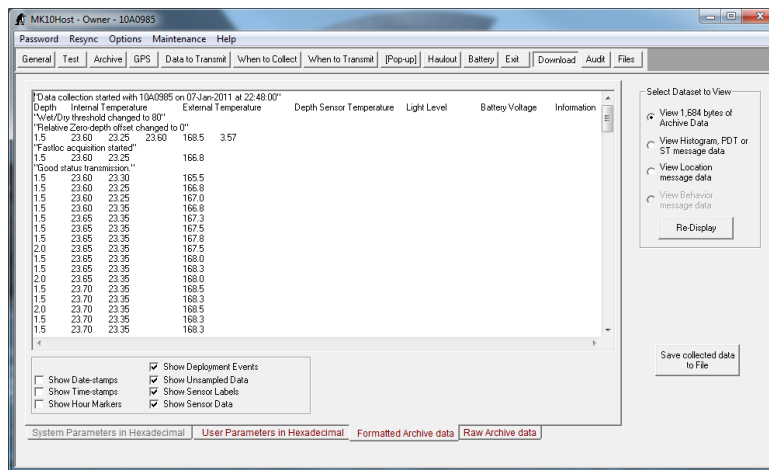 MK10Host - Owner - 10A0985
Password Resync Options Maintenance Help
General Test Archive GPS Data to Transmit When to Collect When to Transmit [Pop-up] Haulout Battery Exit Download Audit Files
"Data collection started with 10A0985 on 07-Jan-2011 at 22:48:00"
Depth Internal Temperature External Temperature Depth Sensor Temperature Light Level Battery Voltage Information
"Wet/Dry threshold changed to 80"
"Relative Zero-depth offset changed to 0"
1.5 23.60 23.25 23.60 168.5 3.57
"Fastloc acquisition started"
1.5 23.60 23.25 166.8
"Good status transmission."
1.5 23.60 23.30 165.5
1.5 23.60 23.25 166.8
1.5 23.60 23.25 167.0
1.5 23.60 23.35 166.8
1.5 23.65 23.35 167.3
1.5 23.65 23.35 167.5
1.5 23.65 23.35 167.8
2.0 23.65 23.35 167.5
1.5 23.65 23.35 168.0
1.5 23.65 23.35 168.3
2.0 23.65 23.35 168.0
1.5 23.70 23.35 168.5
1.5 23.70 23.35 168.3
2.0 23.70 23.35 168.5
1.5 23.70 23.35 168.3
1.5 23.70 23.35 168.3
Show Deployment Events
Show Date-stamps Show Unsampled Data
Show Time-stamps Show Sensor Labels
Show Hour Markers Show Sensor Data
System Parameters in Hexadecimal User Parameters in Hexadecimal Formatted Archive data Raw Archive data
Select Dataset to View
View 1,684 bytes of
Archive Data
View Histogram, PDT or
ST message data
View Location
message data
View Behavior
message data
Re-Display
Save collected data
to File